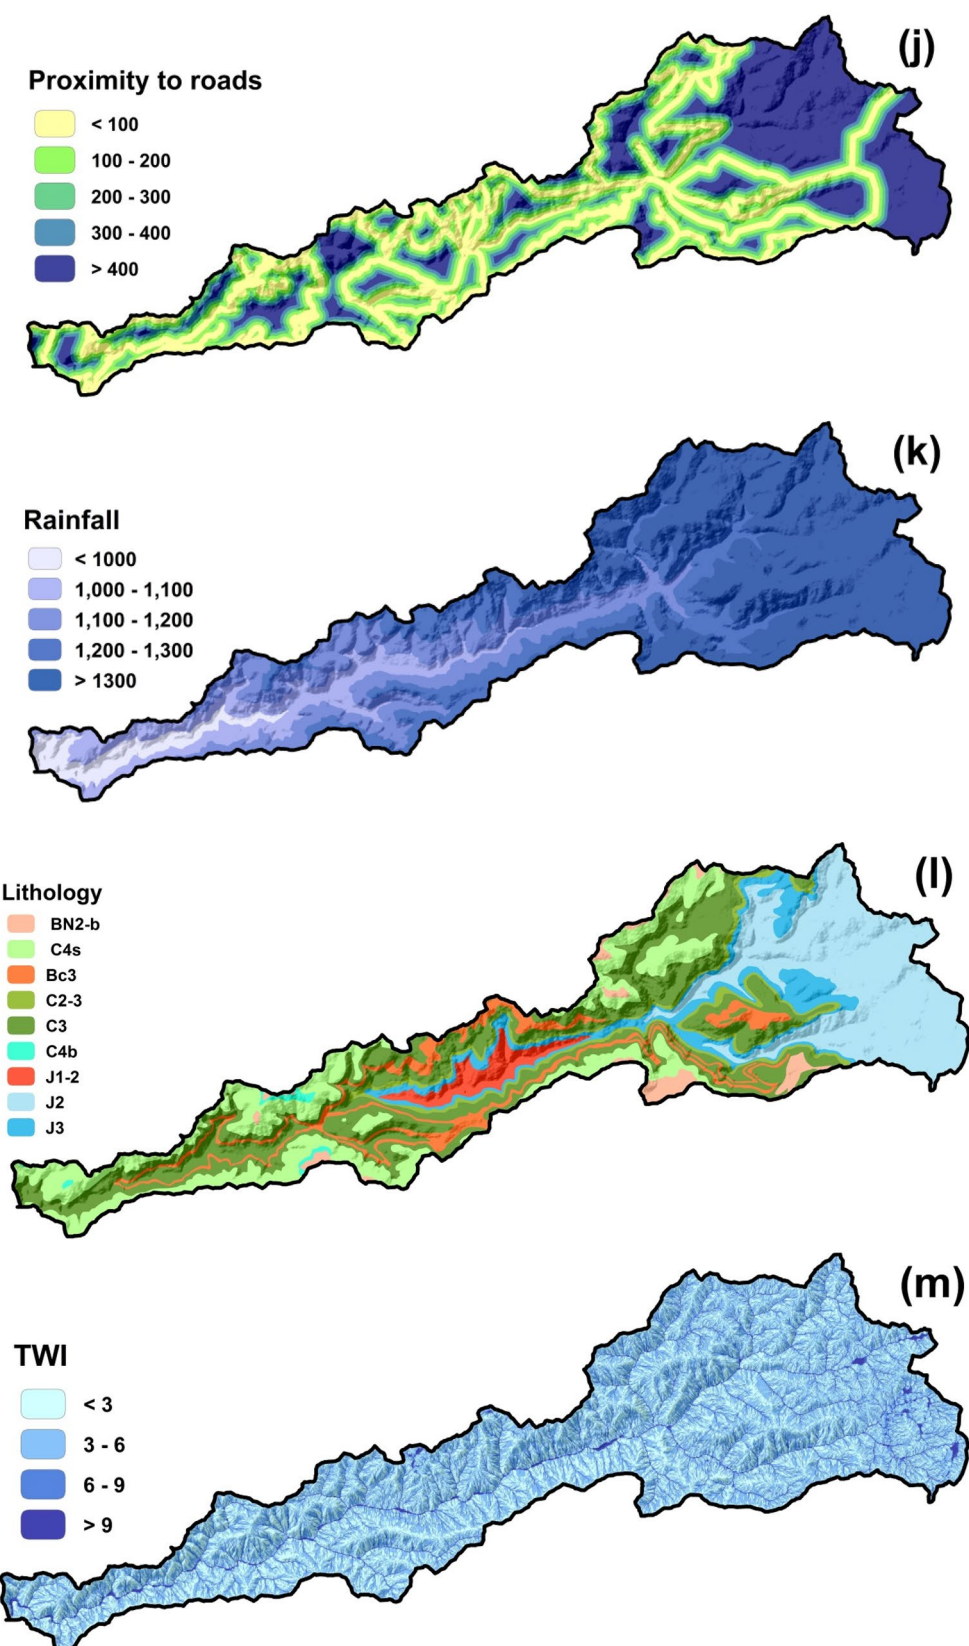 (j)
Proximity to roads
< 100
100 - 200
200 - 300
300 - 400
> 400
(k)
Rainfall
< 1000
1,000 - 1,100
1,100 - 1,200
1,200 - 1,300
> 1300
(l)
Lithology
BN2-b
C4s
Bc3
C2-3
C3
C4b
J1-2
J2
J3
(m)
TWI
< 3
3 - 6
6 - 9
> 9